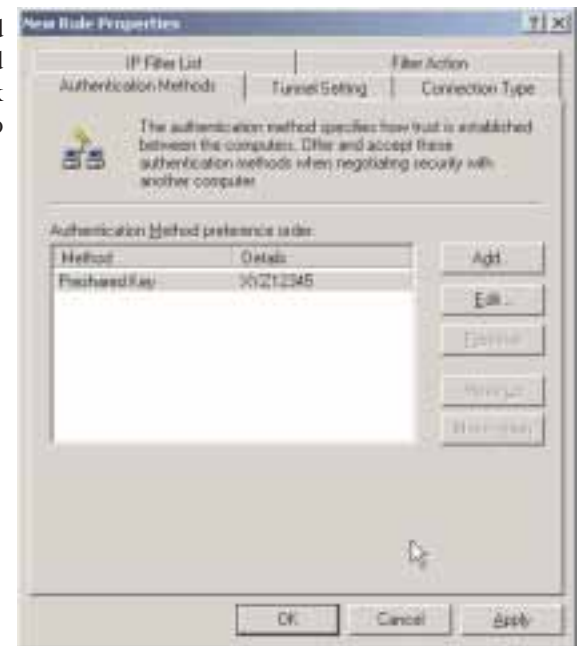 New Rule Properties
IP Filter List
Filter Action
Authentication Methods
Tunnel Setting
Connection Type
The authentication method specifies how trust is established
between the computers. Offer and accept these
authentication methods when negotiating security with
another computer
Authentication Method preference order:
Method
Details
Preshared Key
XYZ12345
Add...
Edit...
Remove
Move up
Move down
OK
Cancel
Apply